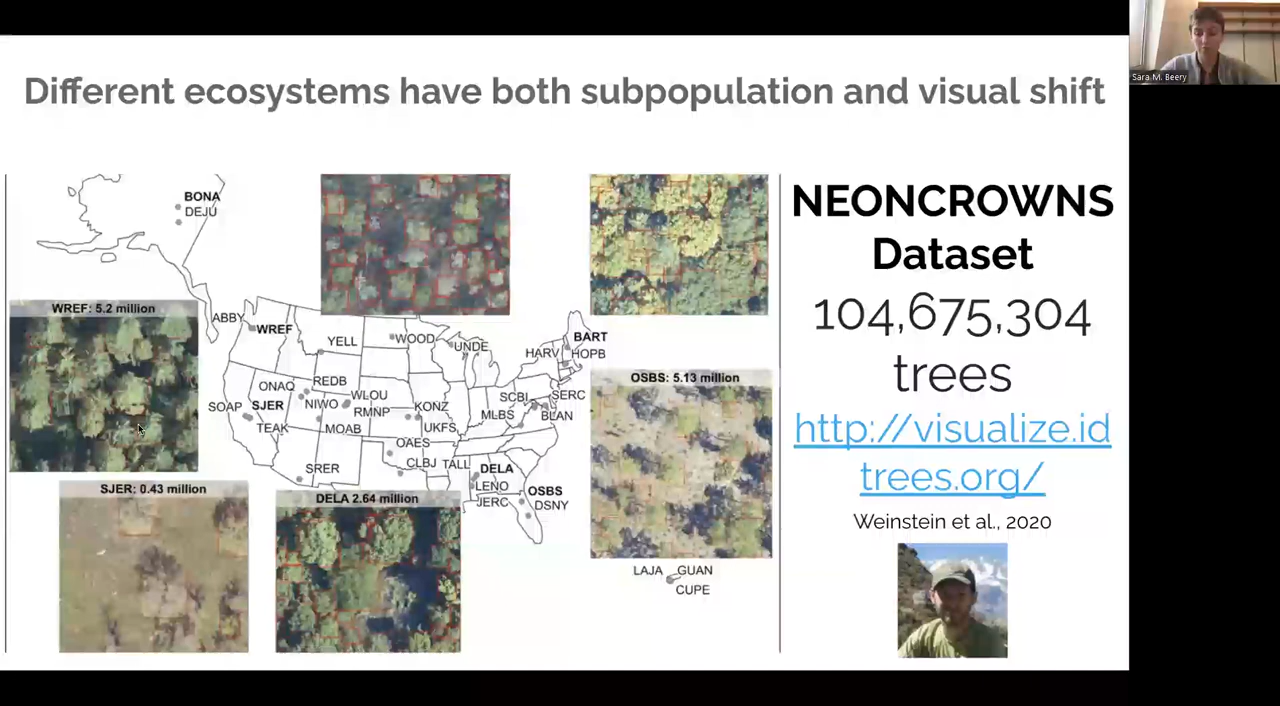 Sara M. Beery
Different ecosystems have both subpopulation and visual shift
BONA
DEJU
WREF: 5.2 million
ABBY
WREF
YELL
WOOD
UNDE
BART
HARV
HOPB
ONAQ
REDB
SOAP
SJER
NIWO
WLOU
RMNP
KONZ
MLBS
SCBI
SERC
BLAN
TEAK
MOAB
UKFS
OAES
SRER
CLBJ
TALL
DELA
LENO
JERC
OSBS
DSNY
OSBS: 5.13 million
SJER: 0.43 million
DELA 2.64 million
LAJA
GUAN
CUPE
NEONCROWNS
Dataset
104,675,304
trees
http://visualize.id
trees.org/
Weinstein et al., 2020